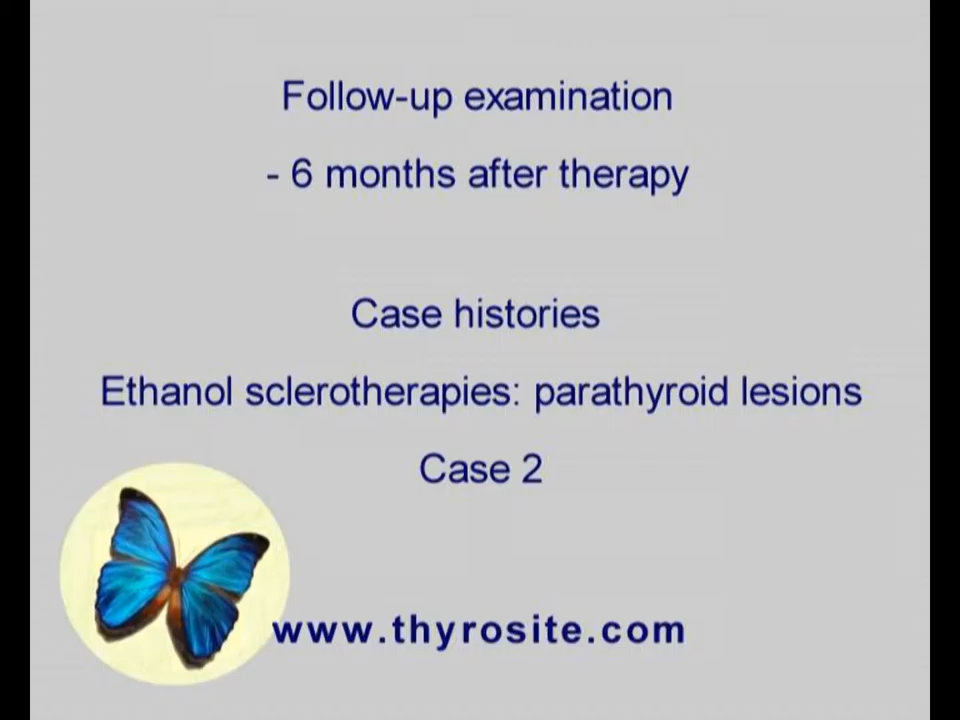 Follow-up examination
- 6 months after therapy
Case histories
Ethanol sclerotherapies: parathyroid lesions
Case 2
www.thyrosite.com